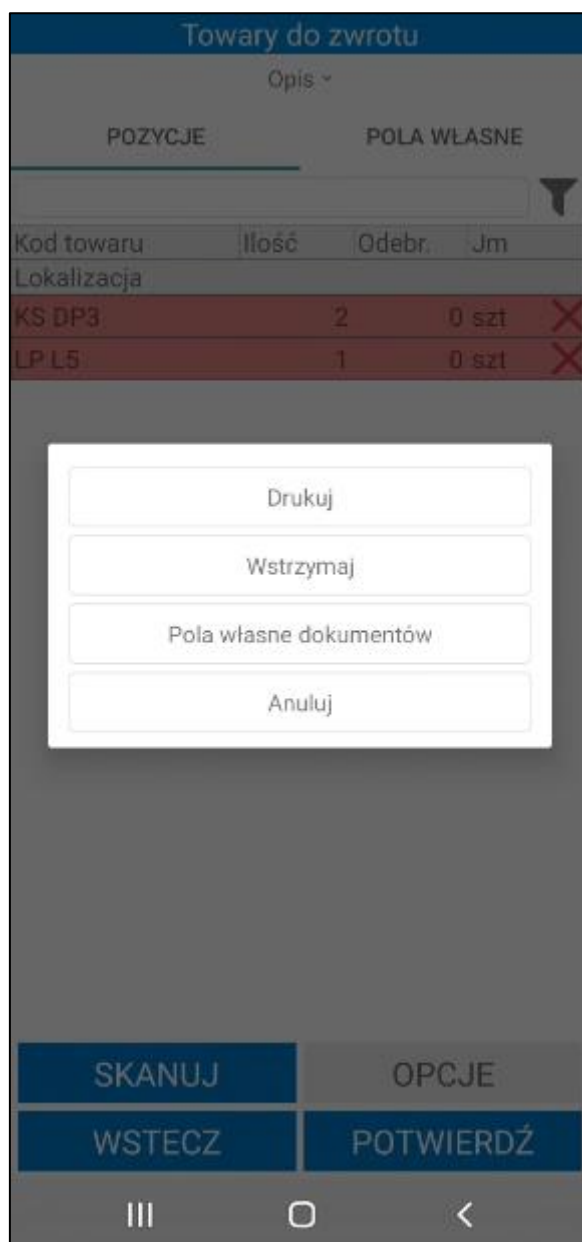 Towary do zwrotu
Opis
POZYCJE POLA WŁASNE
Kod towaru Ilość Odebr. Jm
Lokalizacja
KS DP3 2 0 szt
LP L5 1 0 szt
Drukuj
Wstrzymaj
Pola własne dokumentów
Anuluj
SKANUJ OPCJE
WSTECZ POTWIERDŹ